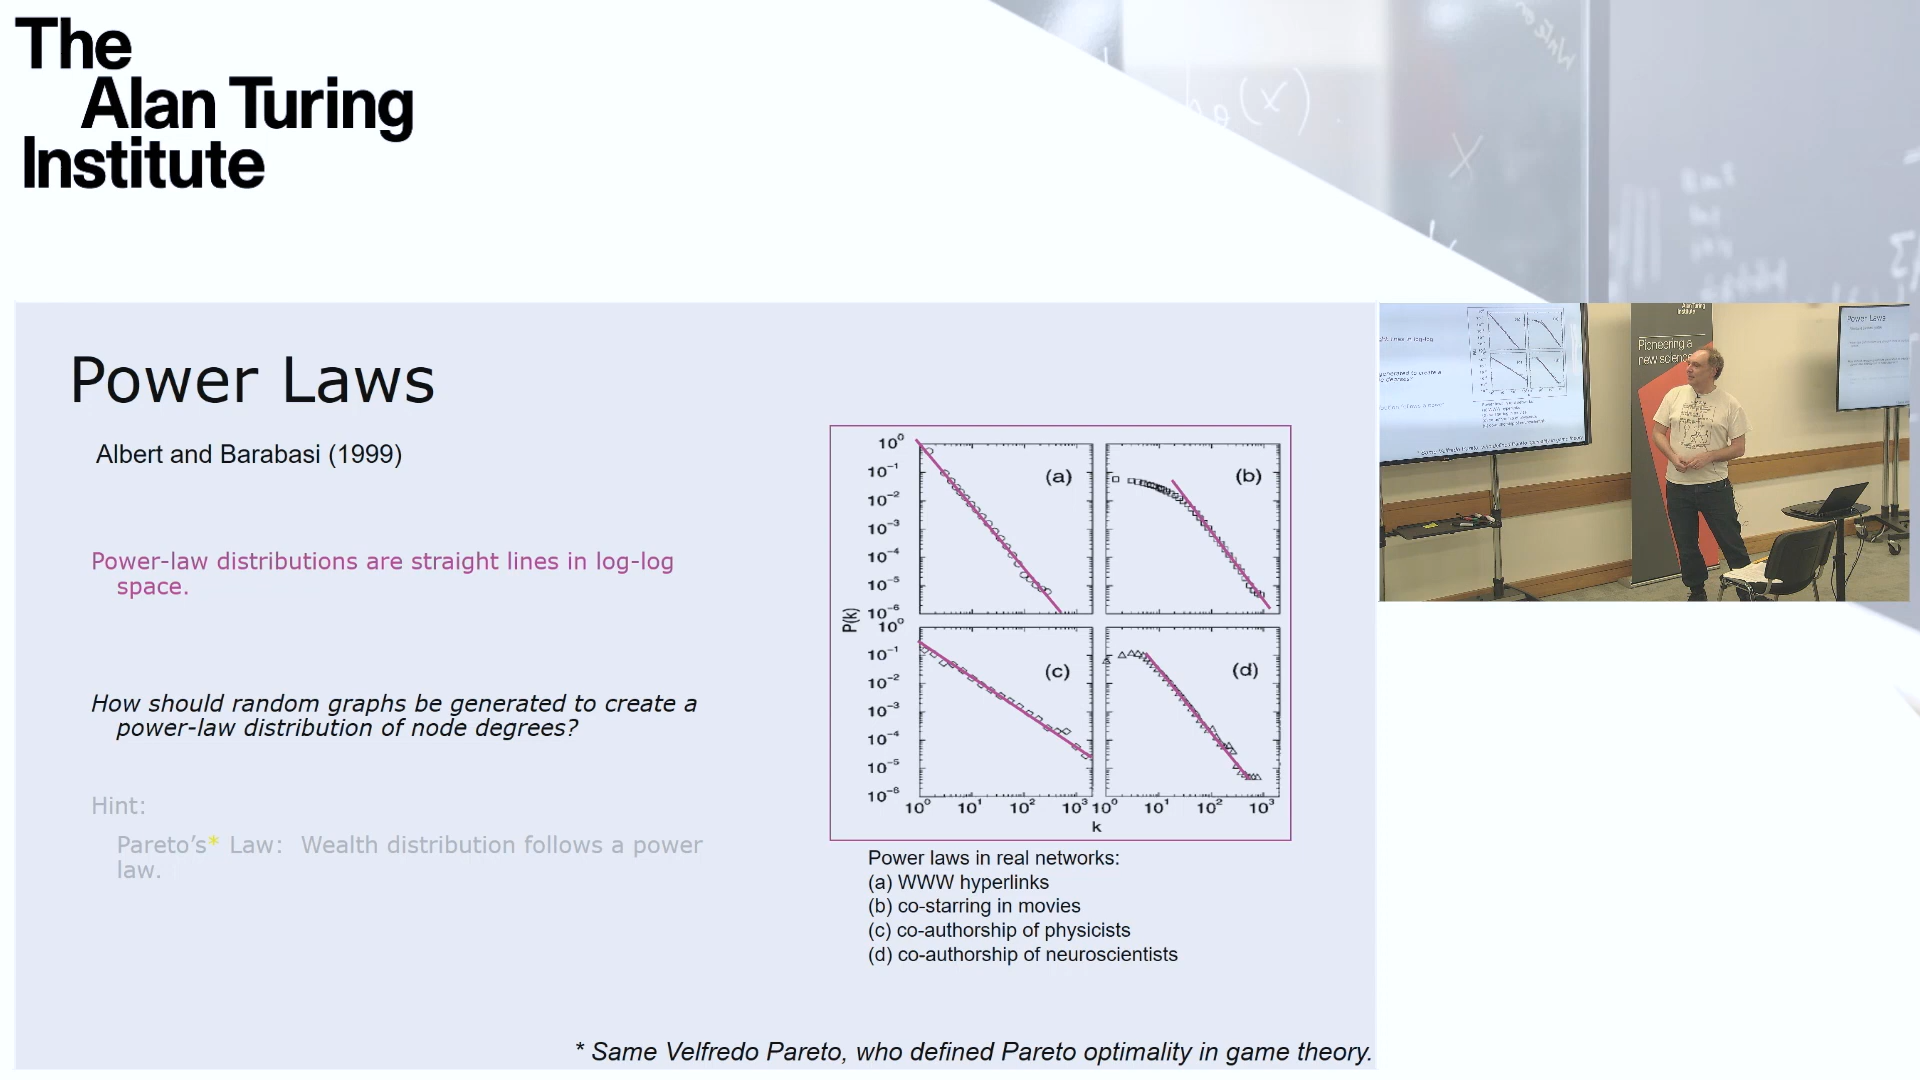 The
Alan Turing
Institute
Power Laws
Albert and Barabasi (1999)
Power-law distributions are straight lines in log-log
space.
How should random graphs be generated to create a
power-law distribution of node degrees?
Hint:
Pareto's* Law: Wealth distribution follows a power
law.
10⁰
10⁻¹
10⁻²
10⁻³
10⁻⁴
10⁻⁵
10⁻⁶
(a)
(b)
P(k)
10⁰
10⁻¹
10⁻²
10⁻³
10⁻⁴
10⁻⁵
10⁻⁶
(c)
(d)
10⁰ 10¹ 10² 10³ 10⁰ 10¹ 10² 10³
k
Power laws in real networks:
(a) WWW hyperlinks
(b) co-starring in movies
(c) co-authorship of physicists
(d) co-authorship of neuroscientists
* Same Velfredo Pareto, who defined Pareto optimality in game theory.
Pioneering a
new science
Power Laws